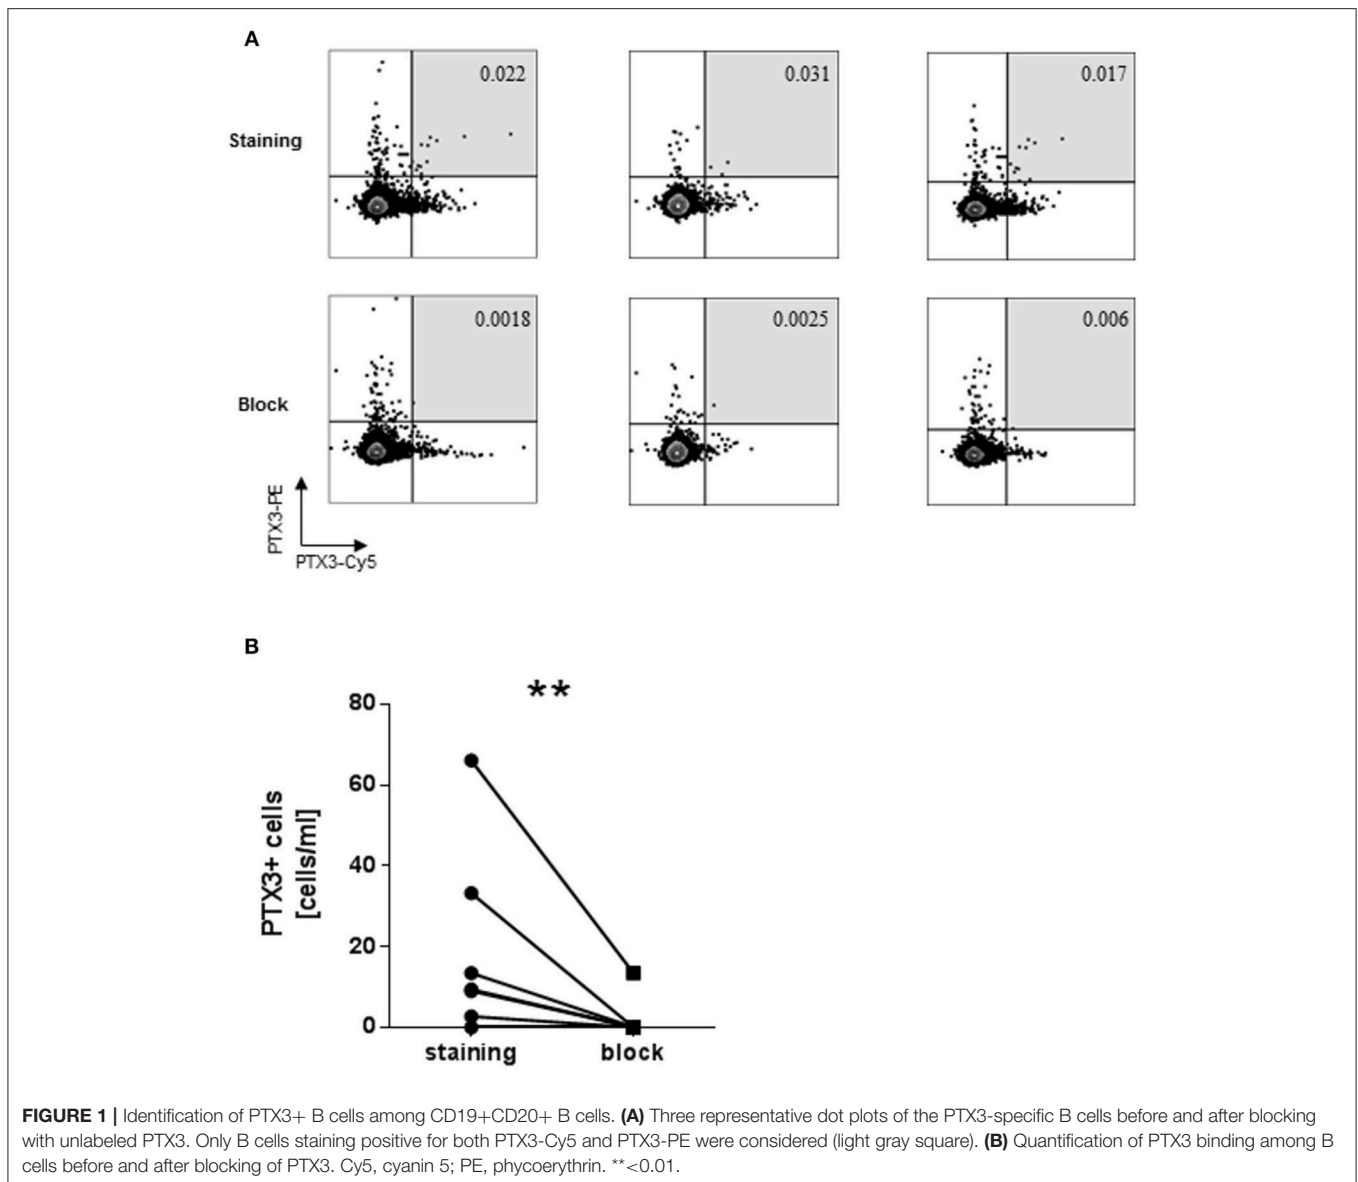 A
0.022
0.031
0.017
Staining
0.0018
0.0025
0.006
Block
PTX3-PE
PTX3-Cy5
B
**
80
60
40
20
0
PTX3+ cells
[cells/ml]
staining
block
FIGURE 1 | Identification of PTX3+ B cells among CD19+CD20+ B cells. (A) Three representative dot plots of the PTX3-specific B cells before and after blocking
with unlabeled PTX3. Only B cells staining positive for both PTX3-Cy5 and PTX3-PE were considered (light gray square). (B) Quantification of PTX3 binding among B
cells before and after blocking of PTX3. Cy5, cyanin 5; PE, phycoerythrin. **<0.01.